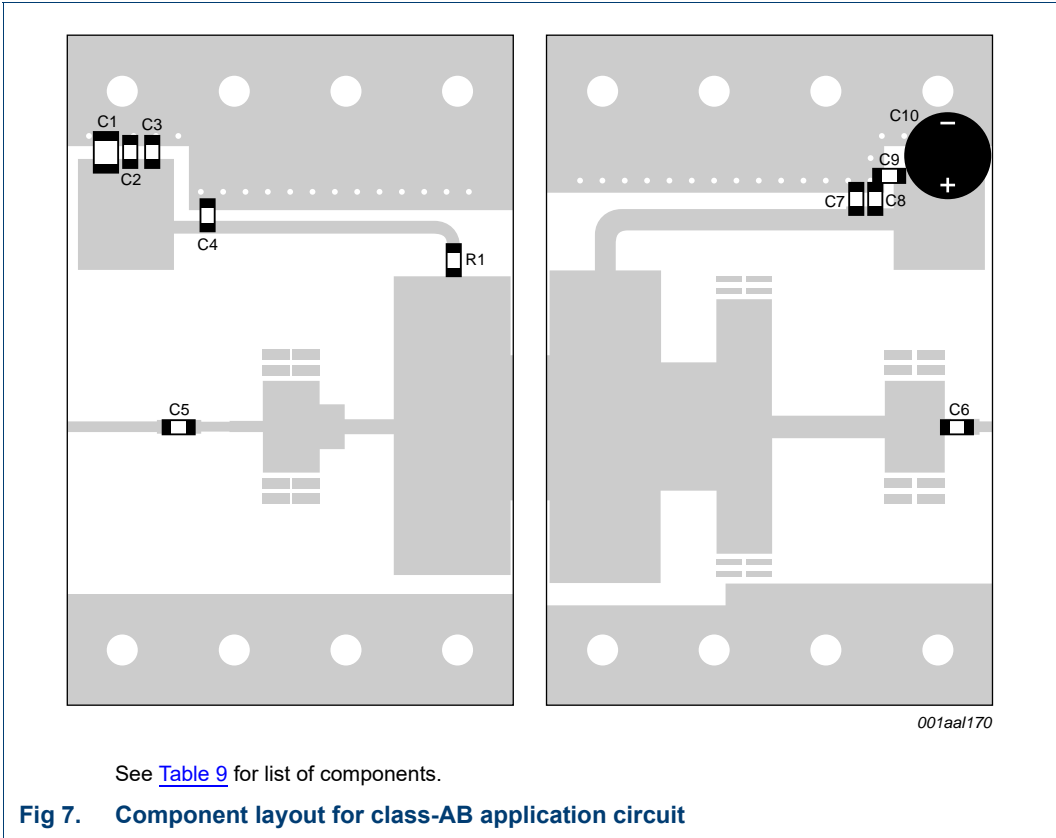 C1
C3
C2
C4
R1
C5
C10
−
C9
+
C7
C8
C6
001aal170
See Table 9 for list of components.
Fig 7. Component layout for class-AB application circuit